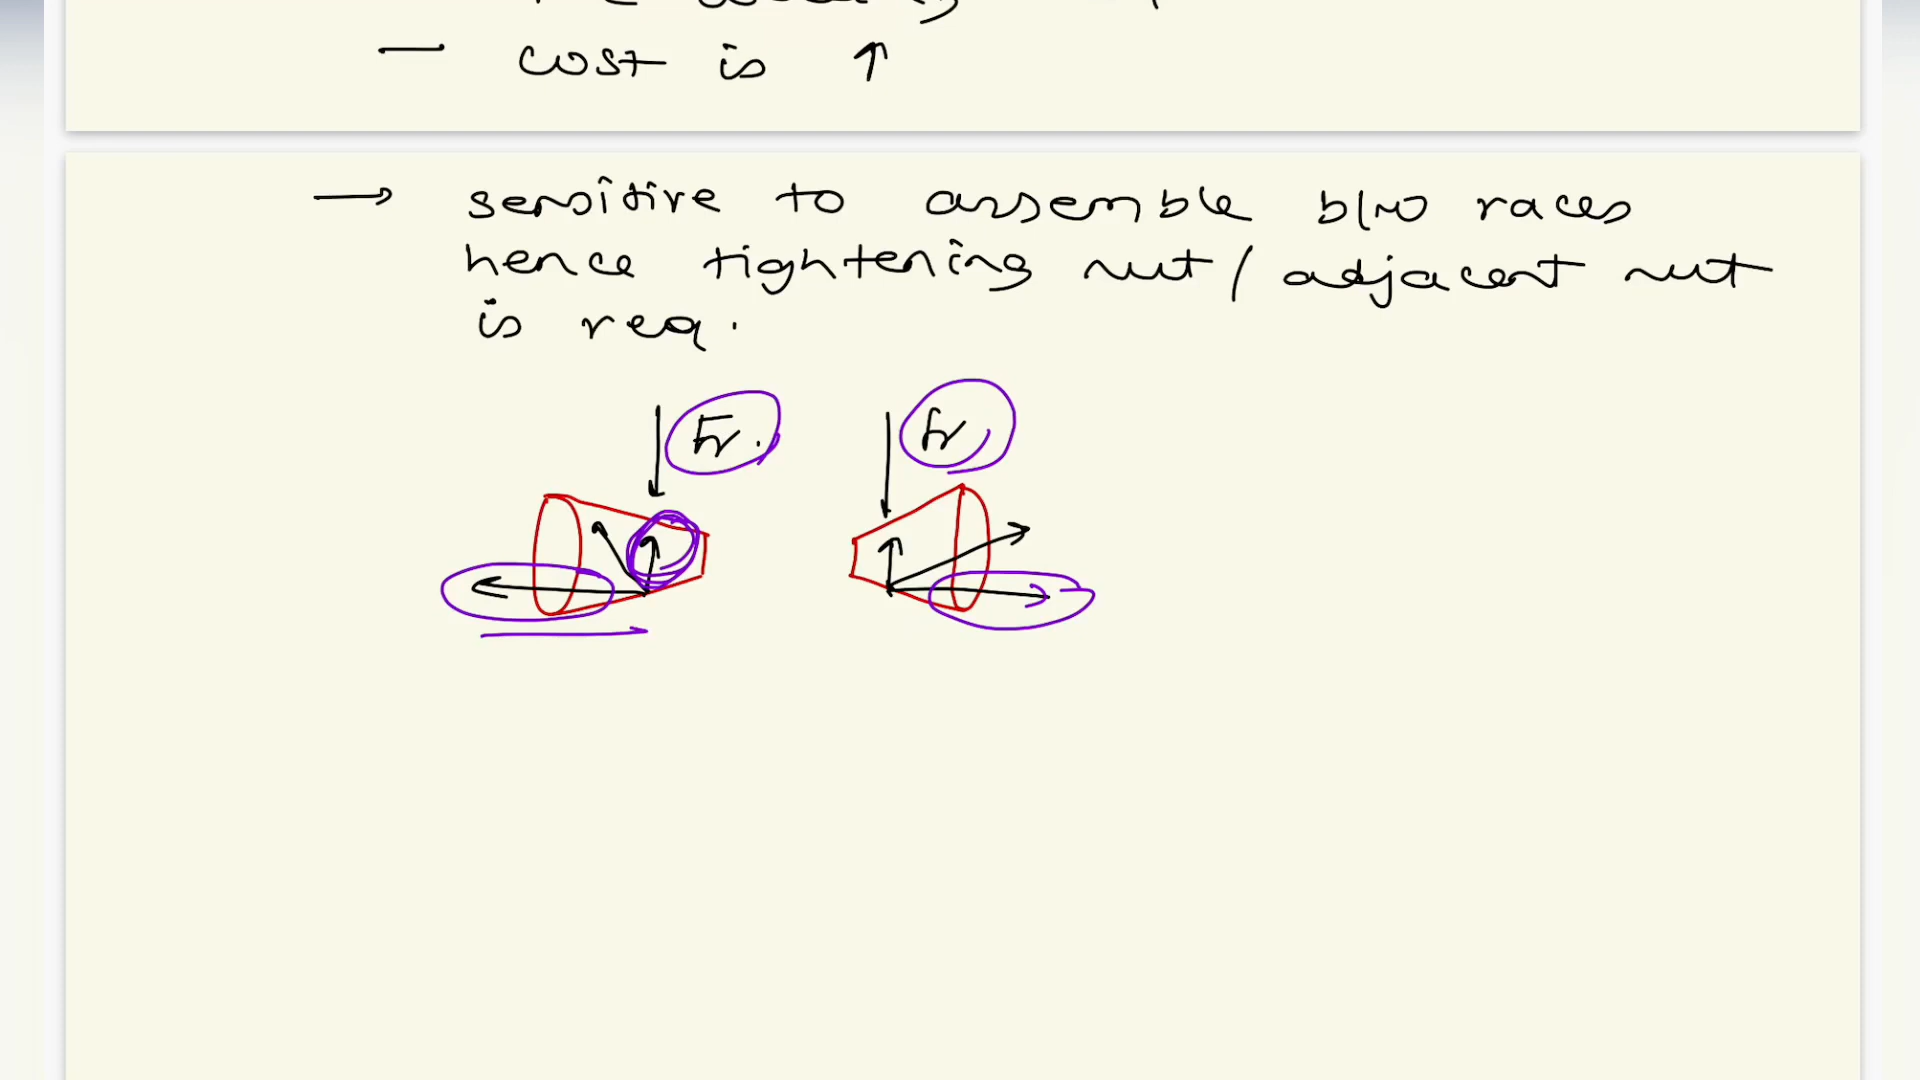 — cost is ↑
→ sensitive to assemble b/w races
hence tightening nut / adjacent nut
is req.
Fr. Fr